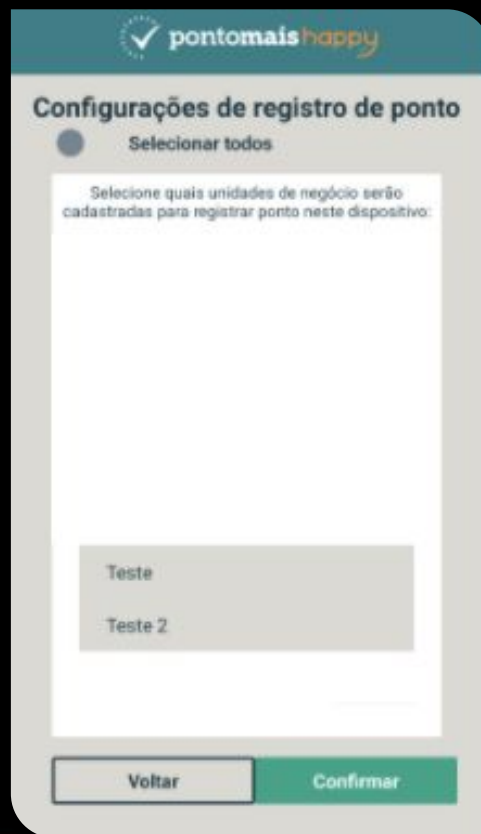 pontomaishappy
Configurações de registro de ponto
Selecionar todos
Selecione quais unidades de negócio serão
cadastradas para registrar ponto neste dispositivo:
Teste
Teste 2
Voltar
Confirmar